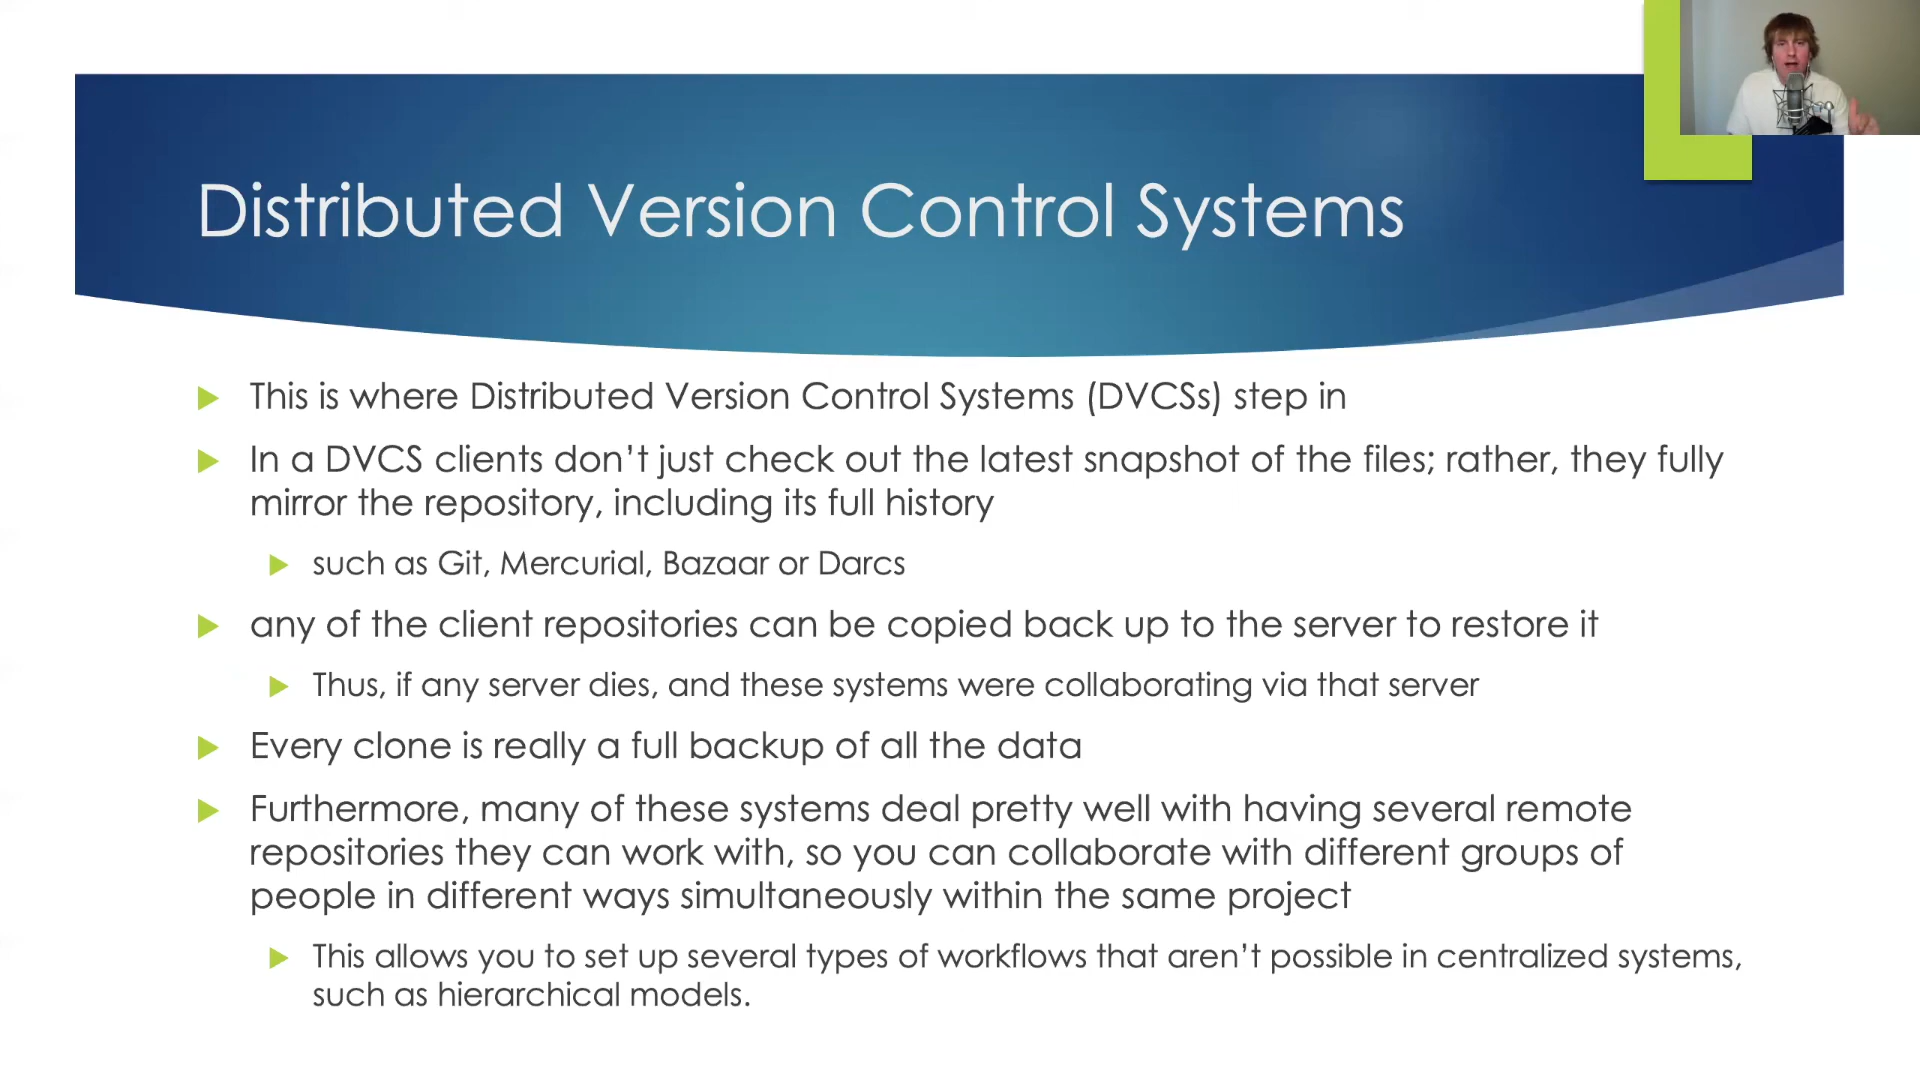 Distributed Version Control Systems
This is where Distributed Version Control Systems (DVCSs) step in
In a DVCS clients don’t just check out the latest snapshot of the files; rather, they fully
mirror the repository, including its full history
such as Git, Mercurial, Bazaar or Darcs
any of the client repositories can be copied back up to the server to restore it
Thus, if any server dies, and these systems were collaborating via that server
Every clone is really a full backup of all the data
Furthermore, many of these systems deal pretty well with having several remote
repositories they can work with, so you can collaborate with different groups of
people in different ways simultaneously within the same project
This allows you to set up several types of workflows that aren’t possible in centralized systems,
such as hierarchical models.